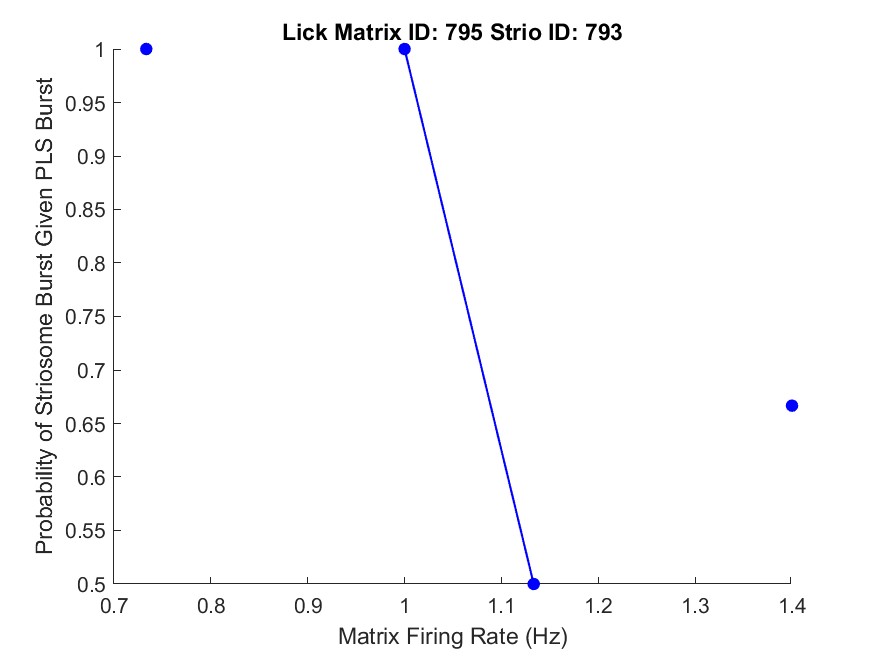 Lick Matrix ID: 795 Strio ID: 793
Probability of Striosome Burst Given PLS Burst
1
0.95
0.9
0.85
0.8
0.75
0.7
0.65
0.6
0.55
0.5
0.7 0.8 0.9 1 1.1 1.2 1.3 1.4
Matrix Firing Rate (Hz)